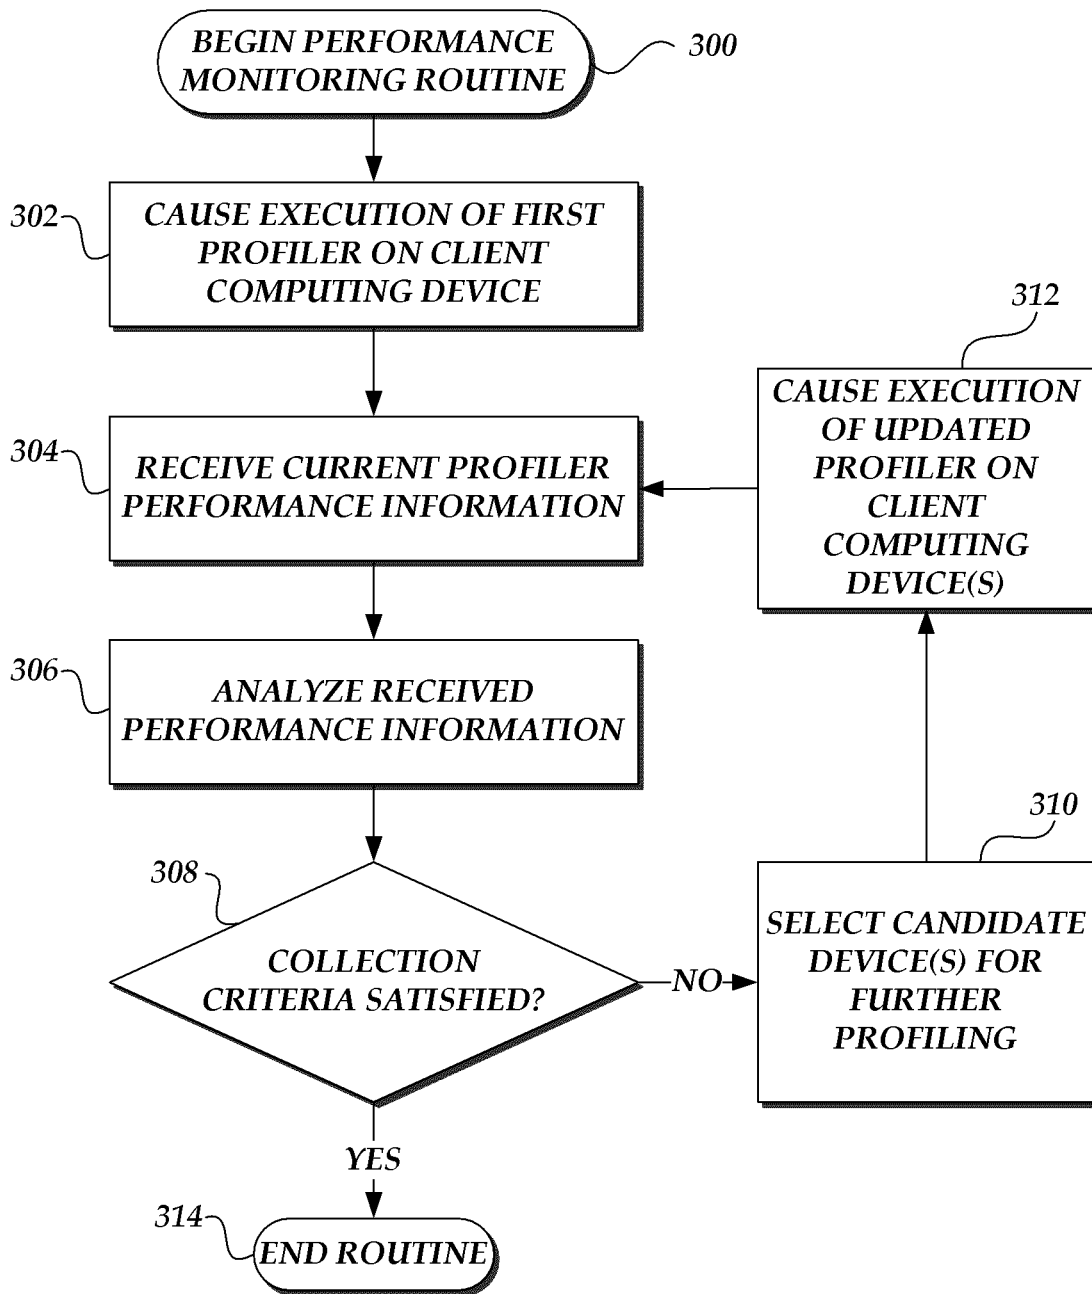 BEGIN PERFORMANCE
MONITORING ROUTINE
300
302
CAUSE EXECUTION OF FIRST
PROFILER ON CLIENT
COMPUTING DEVICE
304
RECEIVE CURRENT PROFILER
PERFORMANCE INFORMATION
306
ANALYZE RECEIVED
PERFORMANCE INFORMATION
308
COLLECTION
CRITERIA SATISFIED?
NO
310
SELECT CANDIDATE
DEVICE(S) FOR
FURTHER
PROFILING
312
CAUSE EXECUTION
OF UPDATED
PROFILER ON
CLIENT
COMPUTING
DEVICE(S)
YES
314
END ROUTINE